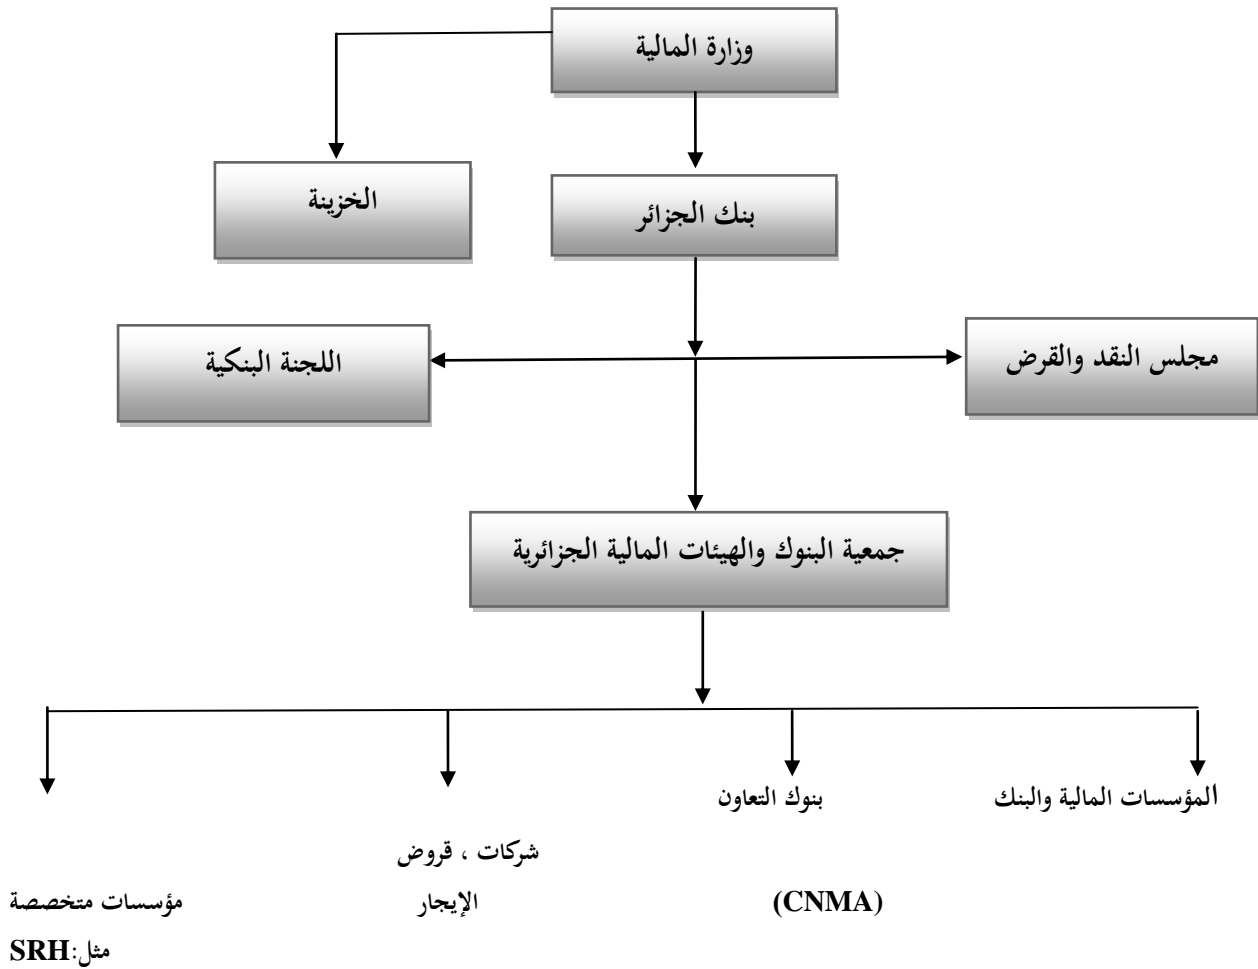 وزارة المالية
الخزينة
بنك الجزائر
مجلس النقد والقرض
اللجنة البنكية
جمعية البنوك والهيئات المالية الجزائرية
المؤسسات المالية والبنك
بنوك التعاون
(CNMA)
شركات ، قروض
الإيجار
مؤسسات متخصصة
مثل:SRH